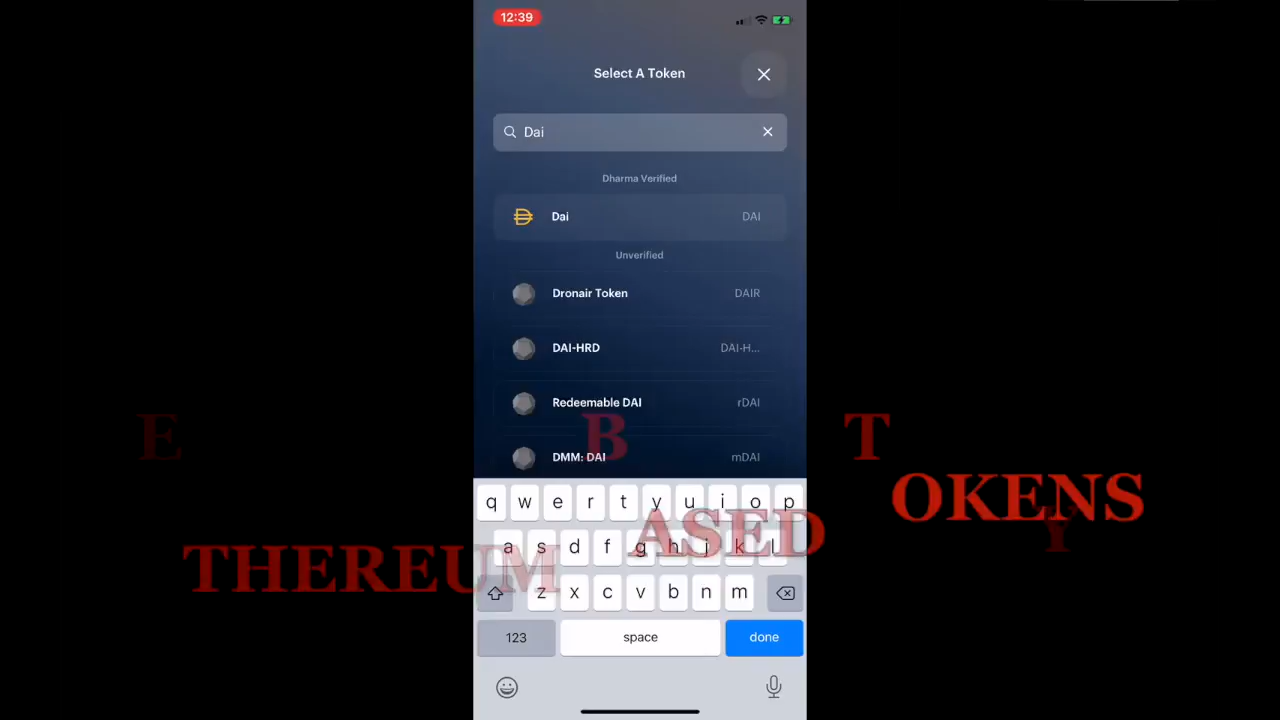 12:39
Select A Token
Dai
Dharma Verified
Dai DAI
Unverified
Dronair Token DAIR
DAI-HRD DAI-H...
Redeemable DAI rDAI
DMM: DAI mDAI
E B T
OKENS
ASED Y
THEREUM
q w e r t y u i o p
a s d f g h j k l
z x c v b n m
123 space done